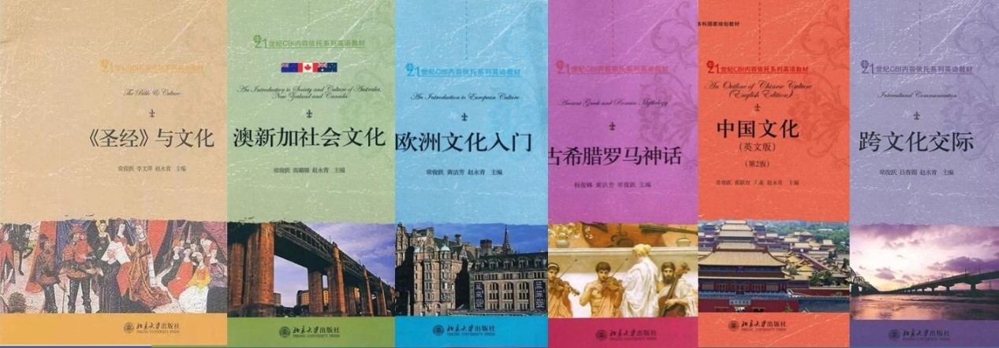 21世纪CBI内容依托系列英语教材
The Bible & Culture
《圣经》与文化
常俊跃 李文萍 赵永青 主编
北京大学出版社
PEKING UNIVERSITY PRESS
21世纪CBI内容依托系列英语教材
An Introduction to Society and Culture of Australia,
New Zealand and Canada
澳新加社会文化
常俊跃 高璐璐 赵永青 主编
北京大学出版社
PEKING UNIVERSITY PRESS
21世纪CBI内容依托系列英语教材
An Introduction to European Culture
欧洲文化入门
常俊跃 黄洁芳 赵永青 主编
北京大学出版社
PEKING UNIVERSITY PRESS
21世纪CBI内容依托系列英语教材
Ancient Greek and Roman Mythology
古希腊罗马神话
杨俊峰 黄洁芳 常俊跃 主编
北京大学出版社
PEKING UNIVERSITY PRESS
本科国家规划教材
21世纪CBI内容依托系列英语教材
An Outline of Chinese Culture
(English Edition)
中国文化
(英文版)
(第2版)
常俊跃 霍跃红 王焱 赵永青 主编
北京大学出版社
PEKING UNIVERSITY PRESS
21世纪CBI内容依托系列英语教材
Intercultural Communication
跨文化交际
常俊跃 吕春媚 赵永青 主编
北京大学出版社
PEKING UNIVERSITY PRESS